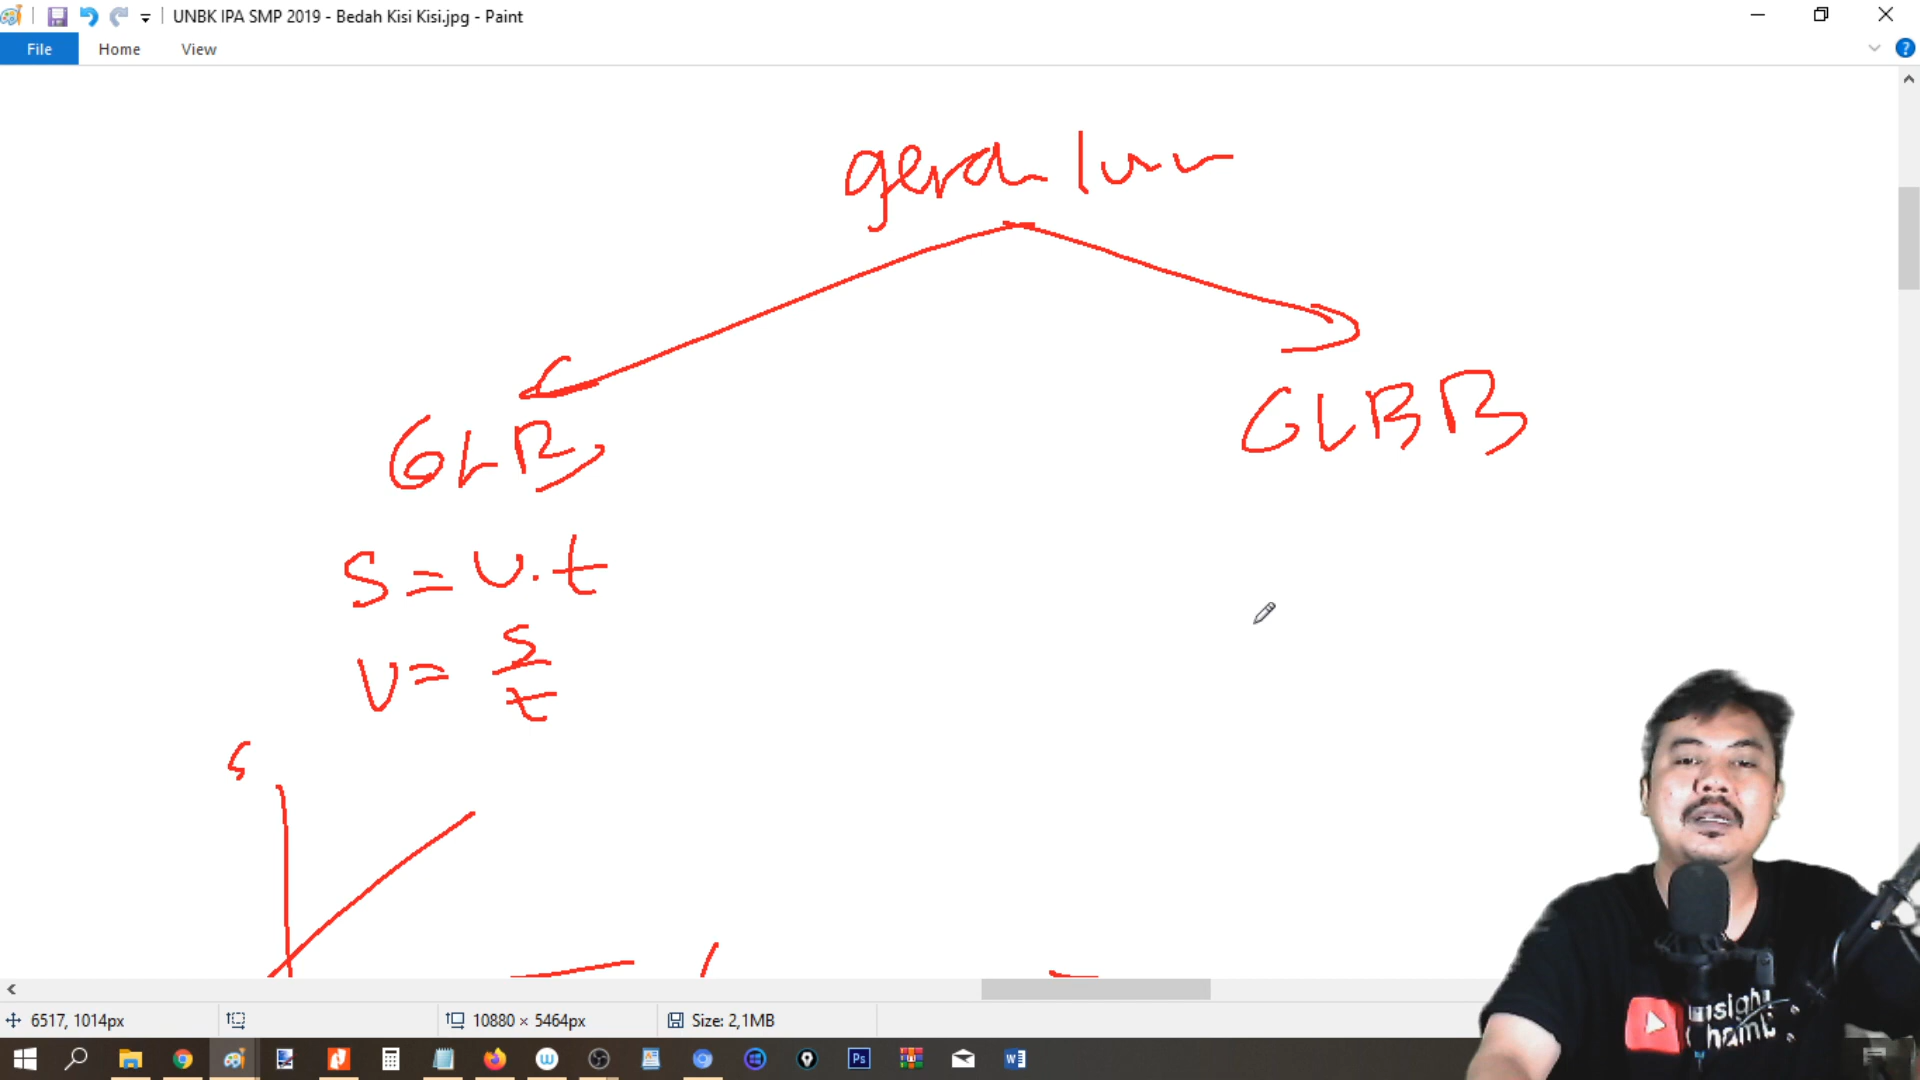 UNBK IPA SMP 2019 - Bedah Kisi Kisi.jpg - Paint
File Home View
gerak lurus
GLB
GLBB
s = v . t
v = s/t
s
6517, 1014px
10880 × 5464px
Size: 2,1MB
Ps